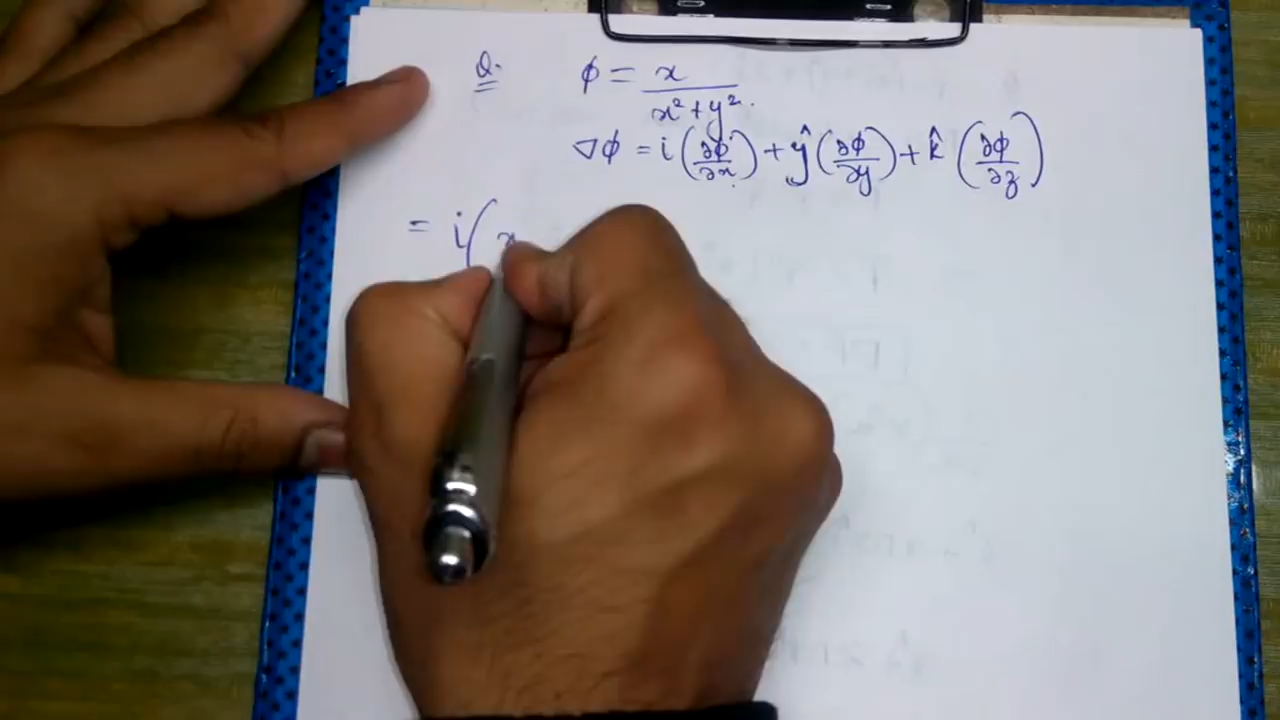 Q. ϕ = x / x² + y².
∇ϕ = i (∂ϕ/∂x) + ŷ (∂ϕ/∂y) + k̂ (∂ϕ/∂z)
= i ( x